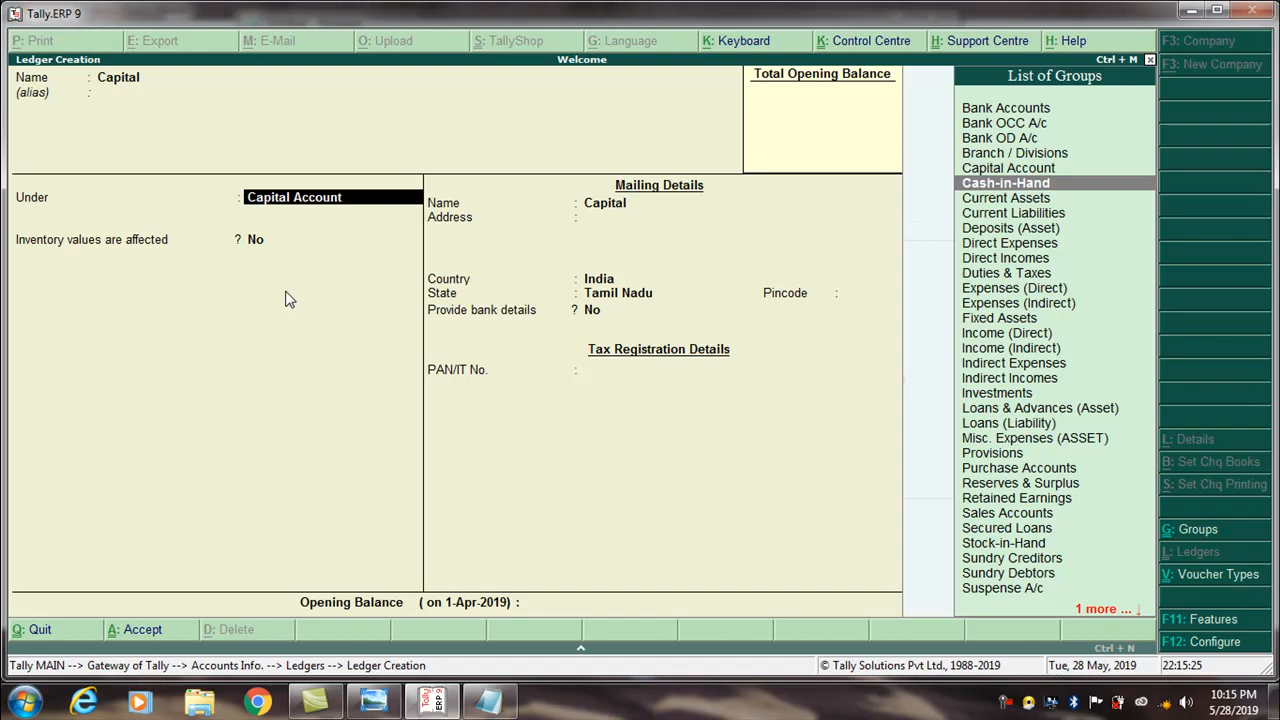 Tally.ERP 9
P: Print E: Export M: E-Mail O: Upload S: TallyShop G: Language K: Keyboard K: Control Centre H: Support Centre H: Help F3: Company
Ledger Creation Welcome Ctrl + M
F3: New Company
Name : Capital
(alias) :
Total Opening Balance
Under : Capital Account
Inventory values are affected ? No
Mailing Details
Name : Capital
Address :
Country : India
State : Tamil Nadu Pincode :
Provide bank details ? No
Tax Registration Details
PAN/IT No. :
Opening Balance ( on 1-Apr-2019) :
List of Groups
Bank Accounts
Bank OCC A/c
Bank OD A/c
Branch / Divisions
Capital Account
Cash-in-Hand
Current Assets
Current Liabilities
Deposits (Asset)
Direct Expenses
Direct Incomes
Duties & Taxes
Expenses (Direct)
Expenses (Indirect)
Fixed Assets
Income (Direct)
Income (Indirect)
Indirect Expenses
Indirect Incomes
Investments
Loans & Advances (Asset)
Loans (Liability)
Misc. Expenses (ASSET)
Provisions
Purchase Accounts
Reserves & Surplus
Retained Earnings
Sales Accounts
Secured Loans
Stock-in-Hand
Sundry Creditors
Sundry Debtors
Suspense A/c
1 more ... ↓
L: Details
B: Set Chq Books
S: Set Chq Printing
G: Groups
L: Ledgers
V: Voucher Types
F11: Features
F12: Configure
Q: Quit A: Accept D: Delete
Ctrl + N
Tally MAIN --> Gateway of Tally --> Accounts Info. --> Ledgers --> Ledger Creation © Tally Solutions Pvt Ltd., 1988-2019 Tue, 28 May, 2019 22:15:25
Tally ERP 9
10:15 PM
5/28/2019